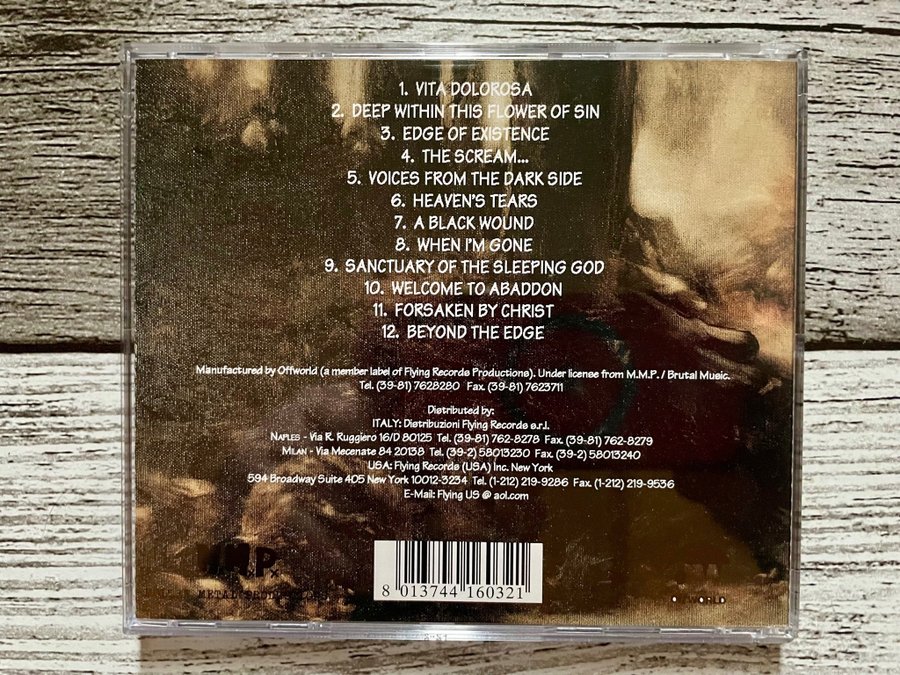 1. VITA DOLOROSA
2. DEEP WITHIN THIS FLOWER OF SIN
3. EDGE OF EXISTENCE
4. THE SCREAM...
5. VOICES FROM THE DARK SIDE
6. HEAVEN'S TEARS
7. A BLACK WOUND
8. WHEN I'M GONE
9. SANCTUARY OF THE SLEEPING GOD
10. WELCOME TO ABADDON
11. FORSAKEN BY CHRIST
12. BEYOND THE EDGE
Manufactured by Offworld (a member label of Flying Records Productions). Under license from M.M.P. / Brutal Music.
Tel. (39-81) 7628280 Fax. (39-81) 7623711
Distributed by:
ITALY: Distribuzioni Flying Records s.r.l.
NAPLES - Via R. Ruggiero 16/D 80125 Tel. (39-81) 762-8278 Fax. (39-81) 762-8279
MILAN - Via Mecenate 84 20138 Tel. (39-2) 58013230 Fax. (39-2) 58013240
USA: Flying Records (USA) Inc. New York
594 Broadway Suite 405 New York 10012-3234 Tel. (1-212) 219-9286 Fax. (1-212) 219-9536
E-Mail: Flying US @ aol.com
8 013744 160321